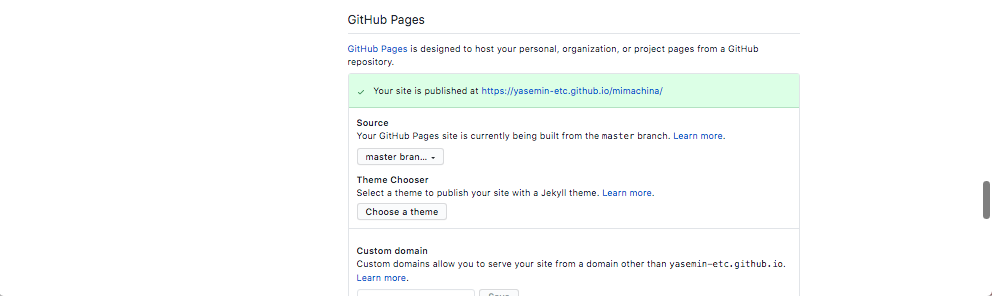 GitHub Pages
GitHub Pages is designed to host your personal, organization, or project pages from a GitHub
repository.
✓ Your site is published at https://yasemin-etc.github.io/mimachina/
Source
Your GitHub Pages site is currently being built from the master branch. Learn more.
master bran...
Theme Chooser
Select a theme to publish your site with a Jekyll theme. Learn more.
Choose a theme
Custom domain
Custom domains allow you to serve your site from a domain other than yasemin-etc.github.io.
Learn more.
Save